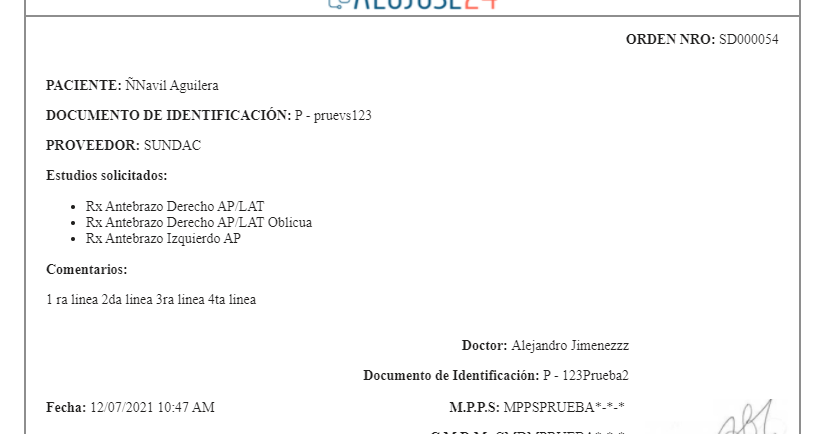 ORDEN NRO: SD000054
PACIENTE: ÑNavil Aguilera
DOCUMENTO DE IDENTIFICACIÓN: P - pruevs123
PROVEEDOR: SUNDAC
Estudios solicitados:
Rx Antebrazo Derecho AP/LAT
Rx Antebrazo Derecho AP/LAT Oblicua
Rx Antebrazo Izquierdo AP
Comentarios:
1 ra linea 2da linea 3ra linea 4ta linea
Doctor: Alejandro Jimenezzz
Documento de Identificación: P - 123Prueba2
Fecha: 12/07/2021 10:47 AM
M.P.P.S: MPPSPRUEBA*-*-*